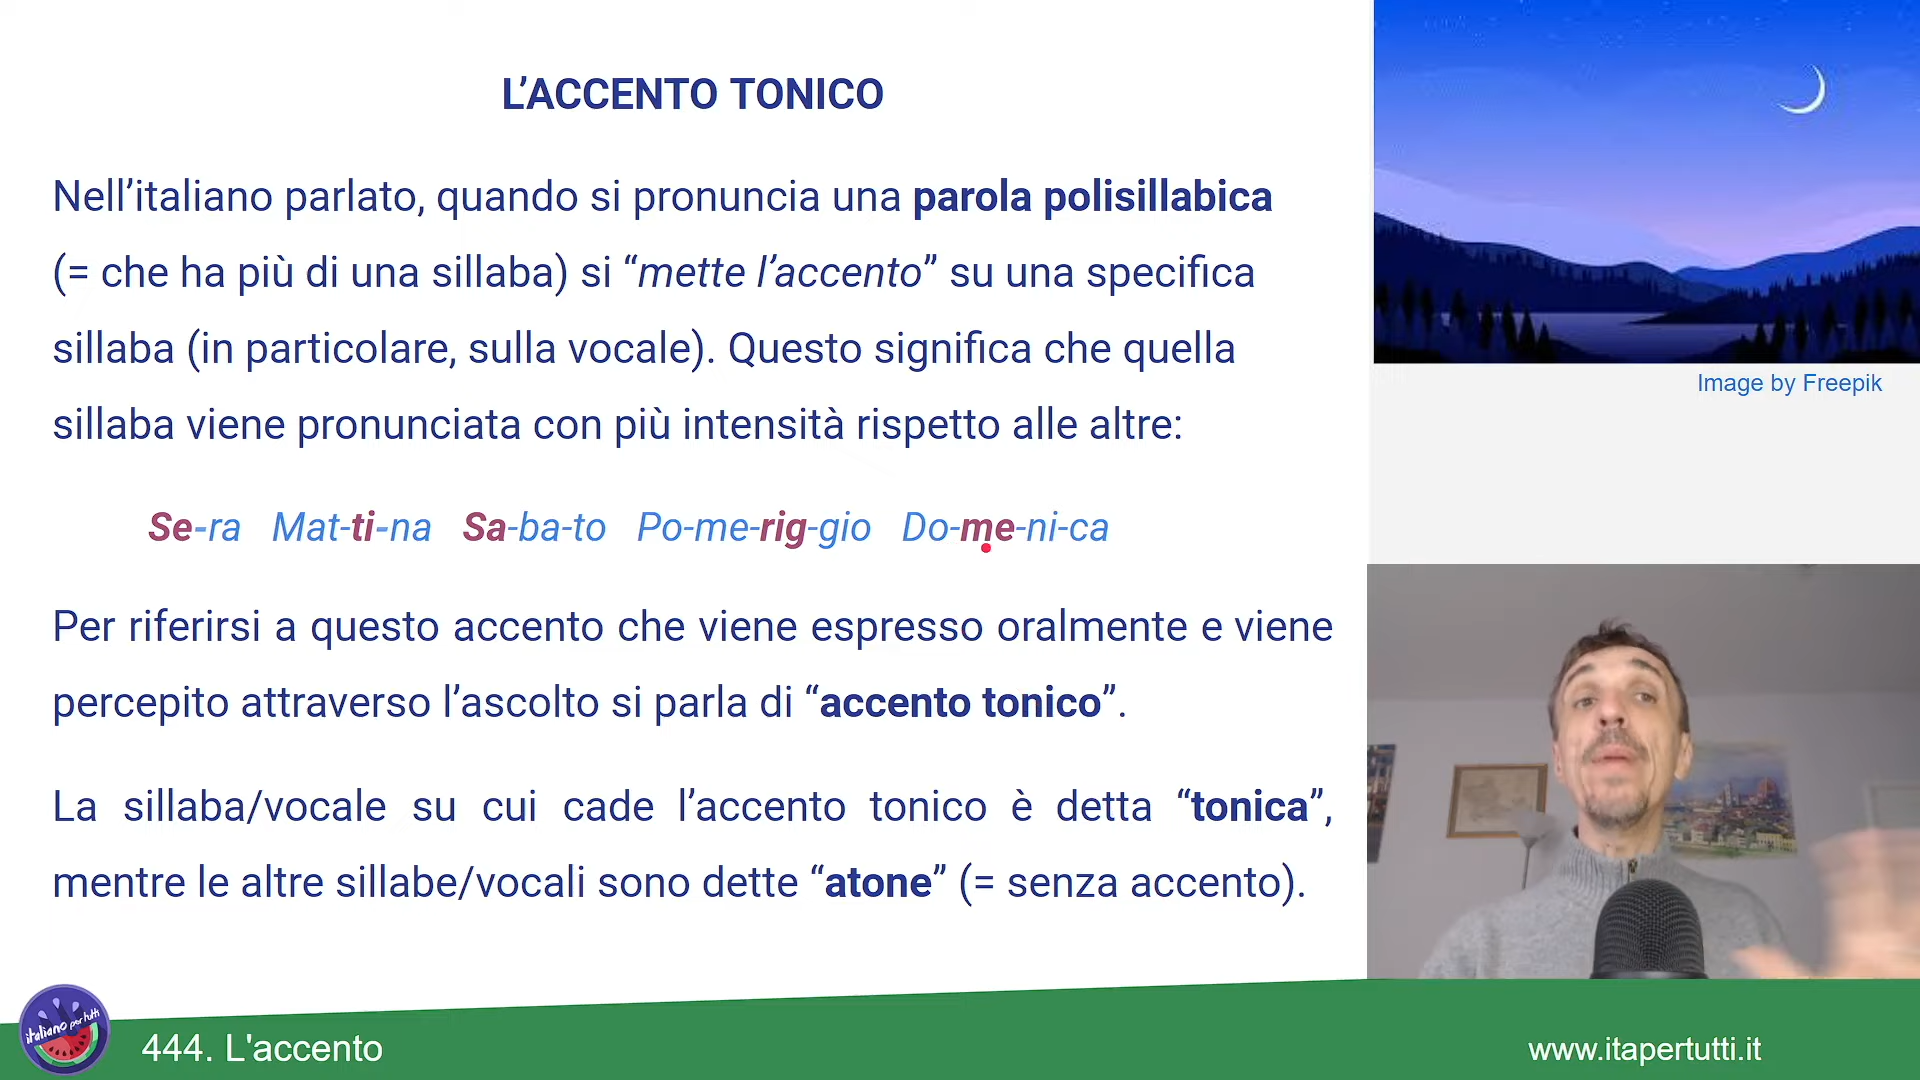 L’ACCENTO TONICO
Nell’italiano parlato, quando si pronuncia una parola polisillabica
(= che ha più di una sillaba) si “mette l’accento” su una specifica
sillaba (in particolare, sulla vocale). Questo significa che quella
sillaba viene pronunciata con più intensità rispetto alle altre:
Se-ra Mat-ti-na Sa-ba-to Po-me-rig-gio Do-me-ni-ca
Per riferirsi a questo accento che viene espresso oralmente e viene
percepito attraverso l’ascolto si parla di “accento tonico”.
La sillaba/vocale su cui cade l’accento tonico è detta “tonica”,
mentre le altre sillabe/vocali sono dette “atone” (= senza accento).
Image by Freepik
italiano per tutti
444. L'accento
www.itapertutti.it